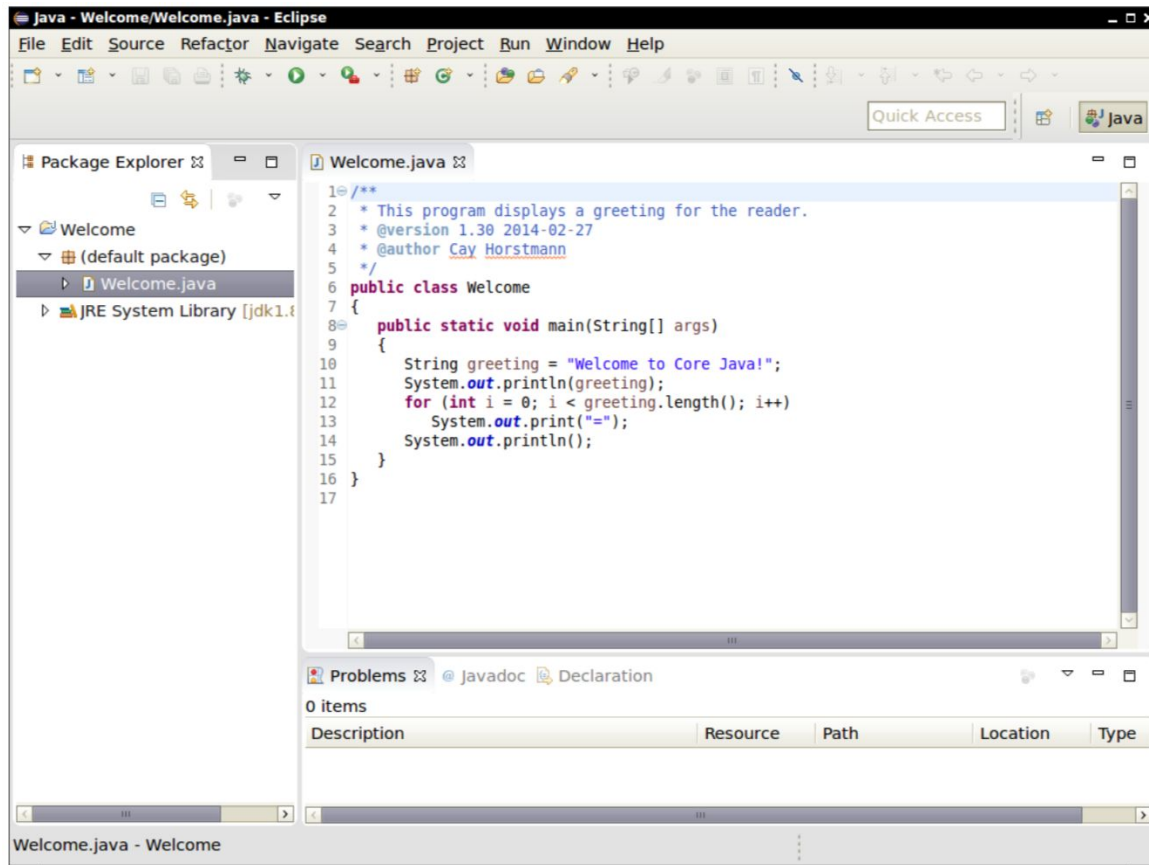 Java - Welcome/Welcome.java - Eclipse
File Edit Source Refactor Navigate Search Project Run Window Help
Quick Access
Java
Package Explorer
Welcome
(default package)
Welcome.java
JRE System Library [jdk1.8
Welcome.java
1 /**
2  * This program displays a greeting for the reader.
3  * @version 1.30 2014-02-27
4  * @author Cay Horstmann
5  */
6 public class Welcome
7 {
8    public static void main(String[] args)
9    {
10       String greeting = "Welcome to Core Java!";
11       System.out.println(greeting);
12       for (int i = 0; i < greeting.length(); i++)
13          System.out.print("=");
14       System.out.println();
15    }
16 }
17
Problems @ Javadoc Declaration
0 items
Description Resource Path Location Type
Welcome.java - Welcome